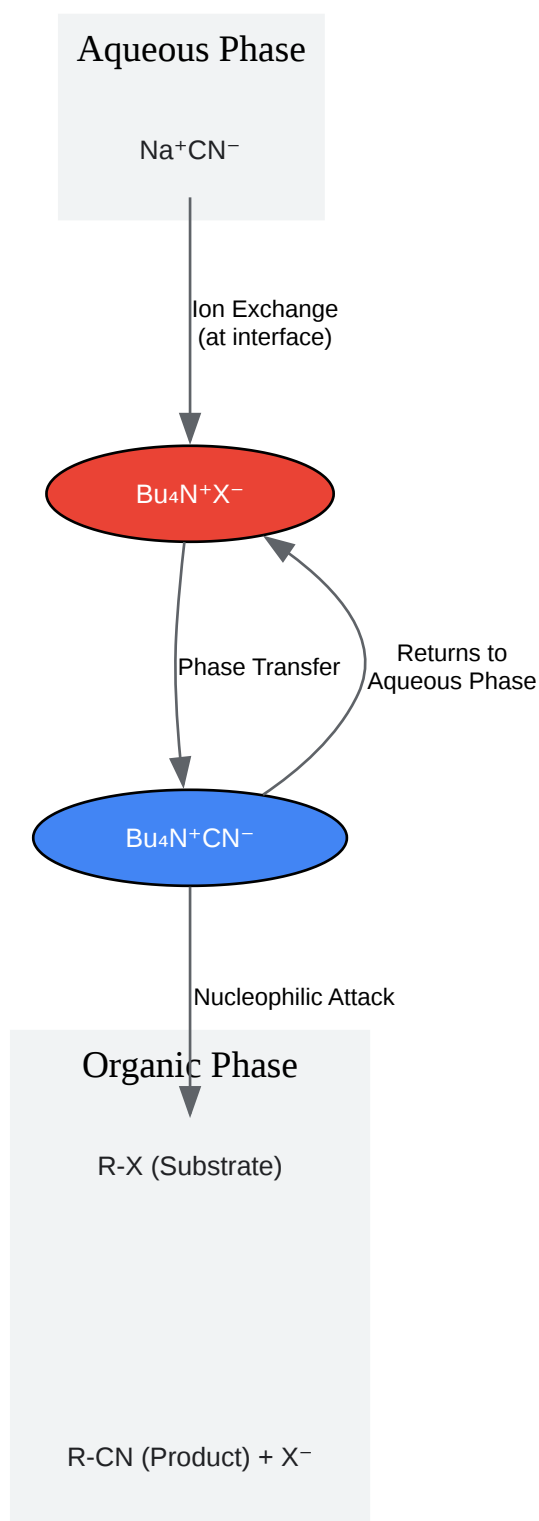 Aqueous Phase
Na⁺CN⁻
Ion Exchange
(at interface)
Bu₄N⁺X⁻
Phase Transfer
Returns to
Aqueous Phase
Bu₄N⁺CN⁻
Nucleophilic Attack
Organic Phase
R-X (Substrate)
R-CN (Product) + X⁻